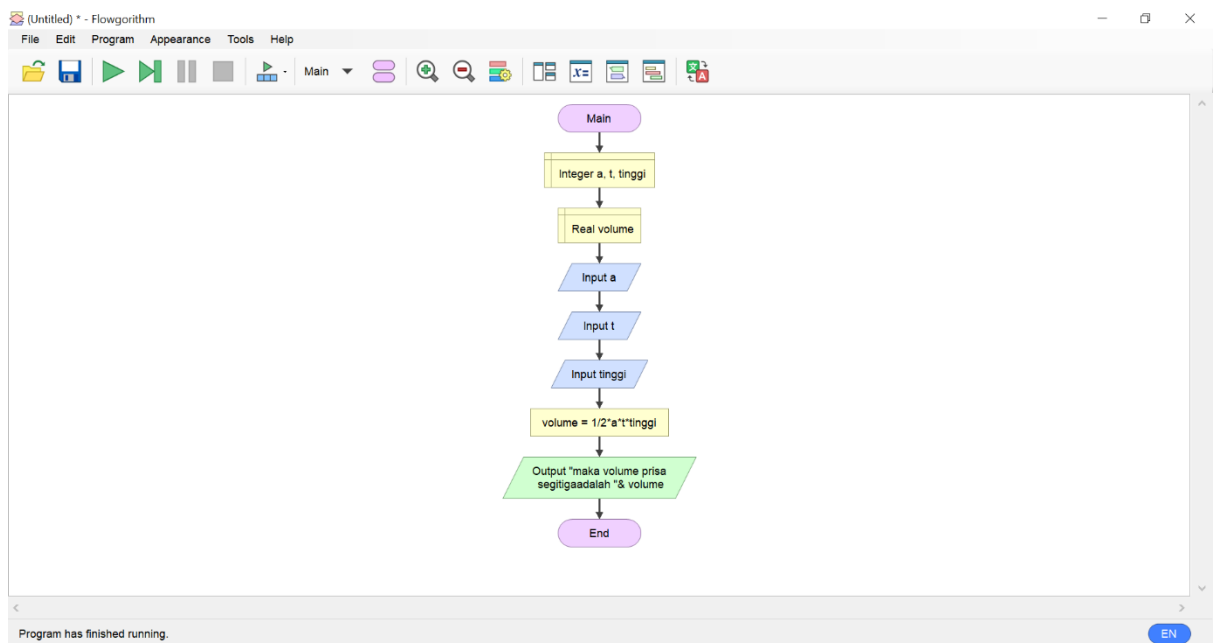 (Untitled) * - Flowgorithm
File Edit Program Appearance Tools Help
Main
x=
文 A
Main
Integer a, t, tinggi
Real volume
Input a
Input t
Input tinggi
volume = 1/2*a*t*tinggi
Output "maka volume prisa
segitigaadalah "& volume
End
Program has finished running.
EN